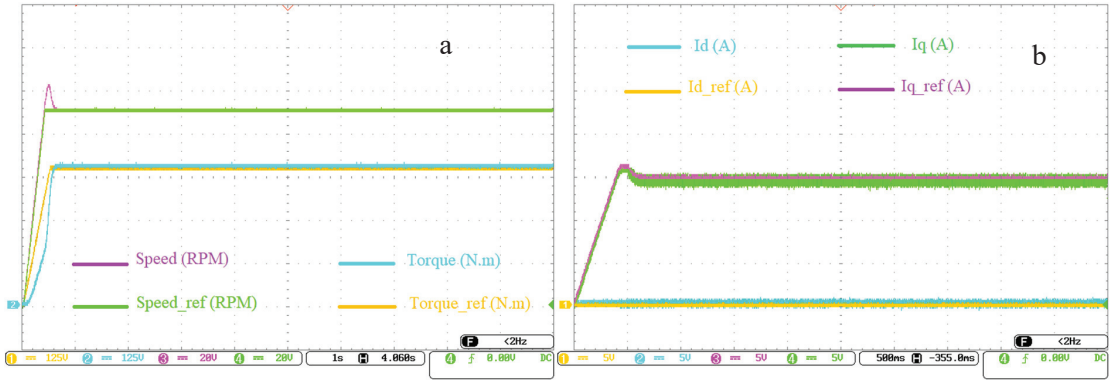 a
Speed (RPM)
Torque (N.m)
Speed_ref (RPM)
Torque_ref (N.m)
2
F <2Hz
1 125V 2 125V 3 20V 4 20V 1s H 4.060s 4 0.00V DC
b
Id (A)
Iq (A)
Id_ref (A)
Iq_ref (A)
1
F <2Hz
1 5V 2 5V 3 5V 4 5V 500ms H -355.0ms 4 0.00V DC